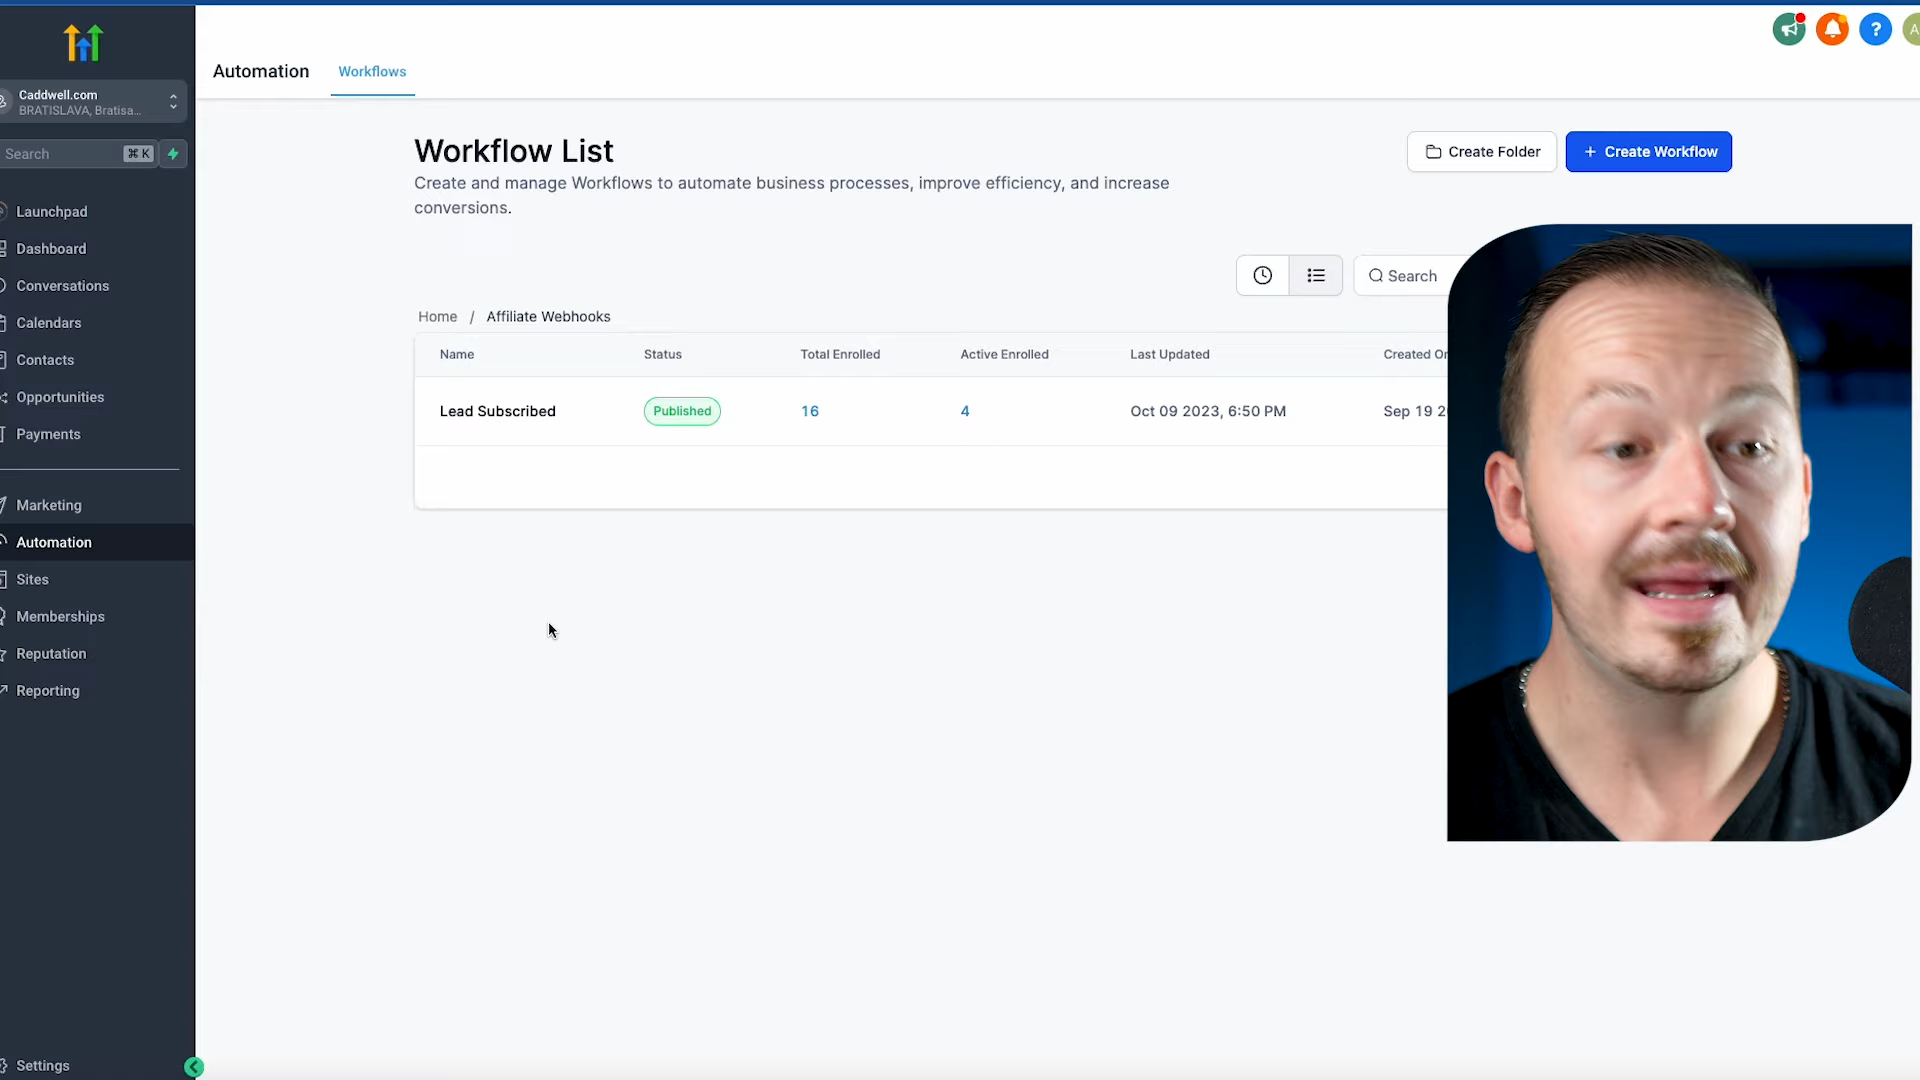 Automation
Workflows
Caddwell.com
BRATISLAVA, Bratisa...
Search
⌘ K
Launchpad
Dashboard
Conversations
Calendars
Contacts
Opportunities
Payments
Marketing
Automation
Sites
Memberships
Reputation
Reporting
Settings
Workflow List
Create and manage Workflows to automate business processes, improve efficiency, and increase
conversions.
Create Folder
+ Create Workflow
Search
Home / Affiliate Webhooks
Name Status Total Enrolled Active Enrolled Last Updated Created On
Lead Subscribed Published 16 4 Oct 09 2023, 6:50 PM Sep 19 2
?
A